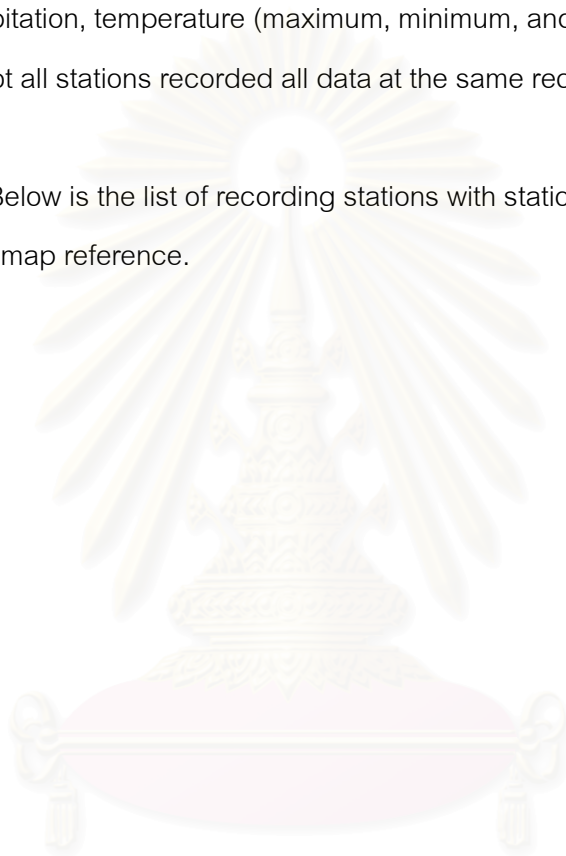 pitation, temperature (maximum, minimum, and
ot all stations recorded all data at the same rec
Below is the list of recording stations with static
map reference.